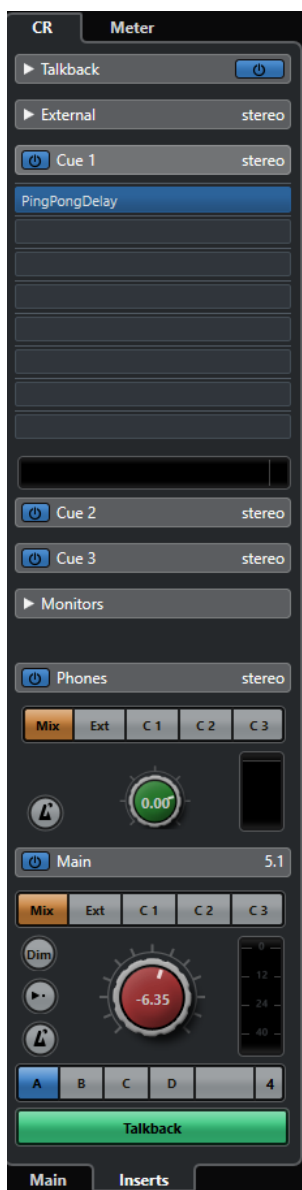 CR Meter
Talkback
External stereo
Cue 1 stereo
PingPongDelay
Cue 2 stereo
Cue 3 stereo
Monitors
Phones stereo
Mix Ext C 1 C 2 C 3
0.00
Main 5.1
Mix Ext C 1 C 2 C 3
Dim
0
12
-6.35
24
40
A B C D 4
Talkback
Main Inserts